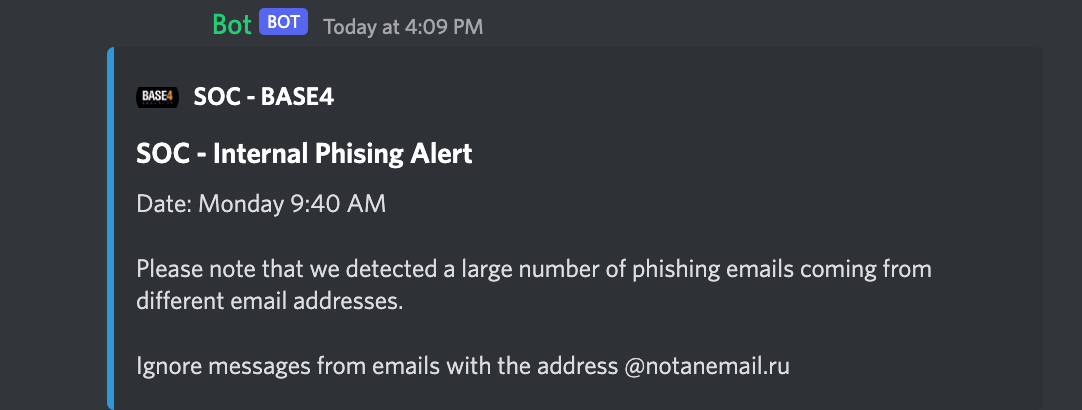 Bot BOT Today at 4:09 PM
BASE4 SOC - BASE4
SOC - Internal Phising Alert
Date: Monday 9:40 AM
Please note that we detected a large number of phishing emails coming from
different email addresses.
Ignore messages from emails with the address @notanemail.ru